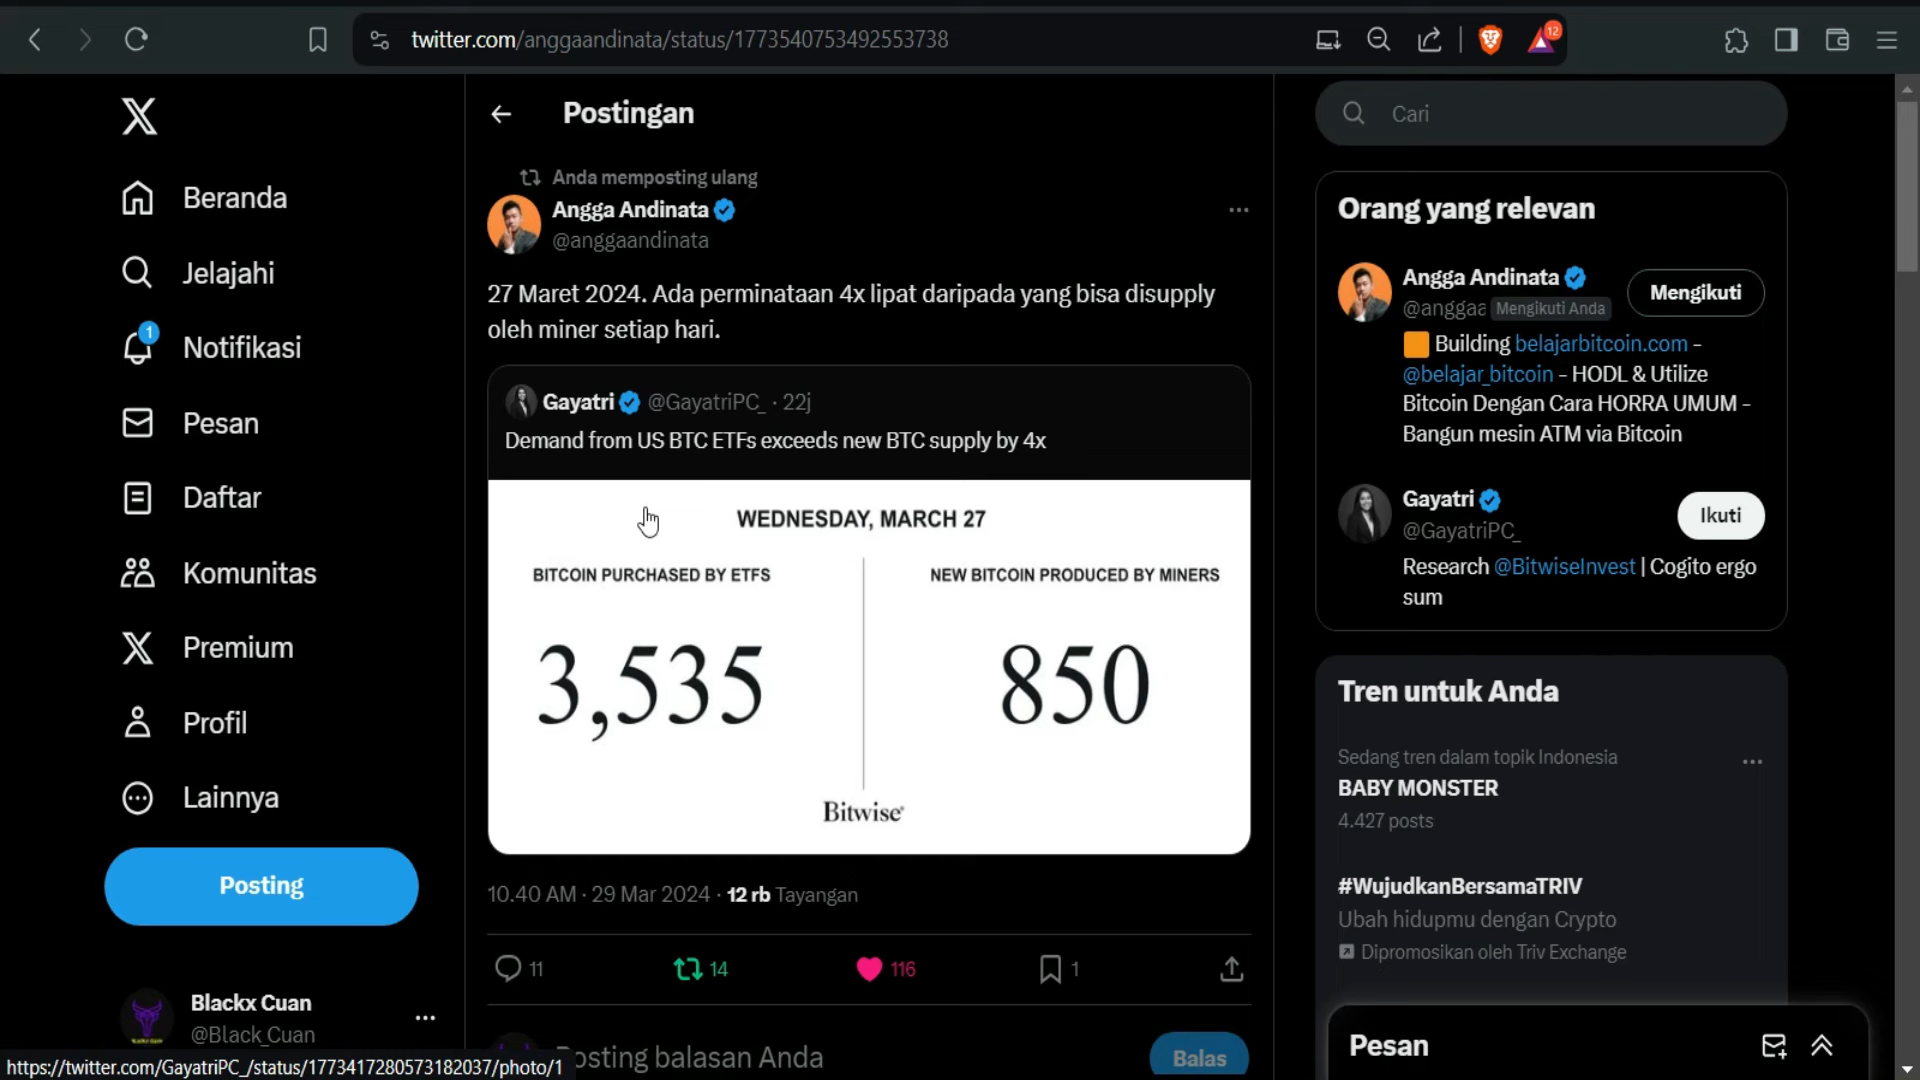 twitter.com/anggaandinata/status/1773540753492553738
12
Beranda
Jelajahi
1
Notifikasi
Pesan
Daftar
Komunitas
Premium
Profil
Lainnya
Posting
Blackx Cuan
@Black_Cuan
https://twitter.com/GayatriPC_/status/1773417280573182037/photo/1
Postingan
Anda memposting ulang
Angga Andinata
@anggaandinata
27 Maret 2024. Ada perminataan 4x lipat daripada yang bisa disupply
oleh miner setiap hari.
Gayatri @GayatriPC_ · 22j
Demand from US BTC ETFs exceeds new BTC supply by 4x
WEDNESDAY, MARCH 27
BITCOIN PURCHASED BY ETFS
NEW BITCOIN PRODUCED BY MINERS
3,535
850
Bitwise
10.40 AM · 29 Mar 2024 · 12 rb Tayangan
11
14
116
1
osting balasan Anda
Balas
Cari
Orang yang relevan
Angga Andinata
@anggaa Mengikuti Anda
Mengikuti
Building belajarbitcoin.com -
@belajar_bitcoin - HODL & Utilize
Bitcoin Dengan Cara HORRA UMUM -
Bangun mesin ATM via Bitcoin
Gayatri
@GayatriPC_
Ikuti
Research @BitwiseInvest | Cogito ergo
sum
Tren untuk Anda
Sedang tren dalam topik Indonesia
BABY MONSTER
4.427 posts
#WujudkanBersamaTRIV
Ubah hidupmu dengan Crypto
Dipromosikan oleh Triv Exchange
Pesan